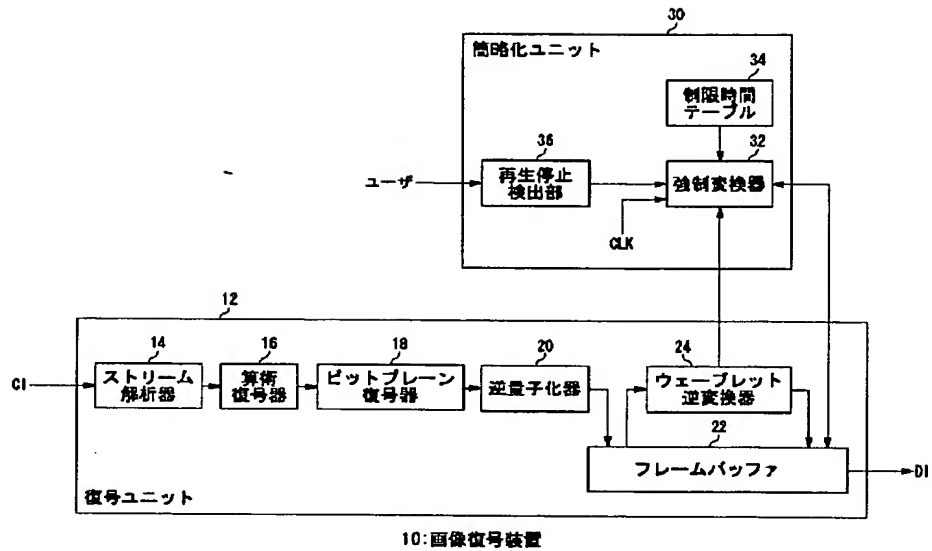 30
簡略化ユニット
34
制限時間
テーブル
36
32
ユーザ
再生停止
検出部
強制変換器
CLK
12
14
16
18
20
24
CI
ストリーム
解析器
算術
復号器
ビットプレーン
復号器
逆量子化器
ウェーブレット
逆変換器
22
フレームバッファ
DI
復号ユニット
10:画像復号装置